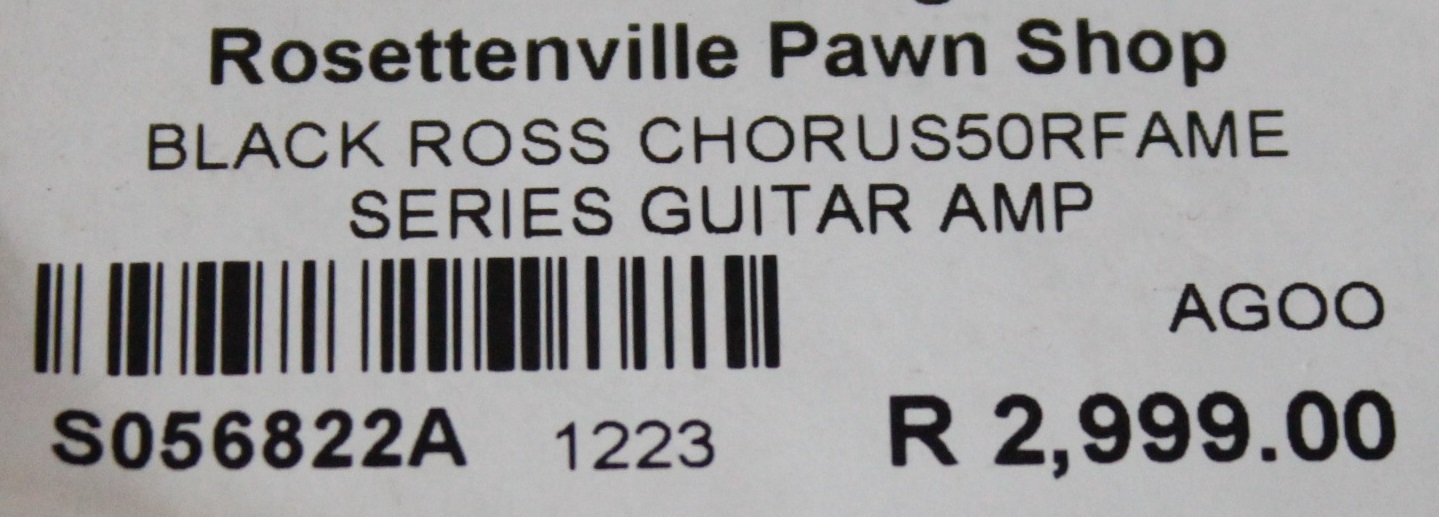 Rosettenville Pawn Shop
BLACK ROSS CHORUS50RFAME
SERIES GUITAR AMP
AGOO
S056822A 1223 R 2,999.00